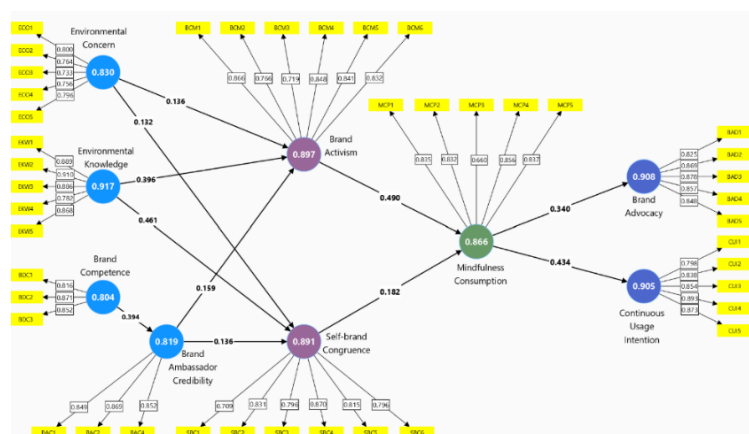 ECO1
ECO2
ECO3
ECO4
ECO5
0.800
0.764
0.733
0.756
0.796
Environmental
Concern
0.830
BCM1
BCM2
BCM3
BCM4
BCM5
BCM6
0.866
0.766
0.719
0.848
0.841
0.832
0.136
0.132
Brand
Activism
0.897
MCP1
MCP2
MCP3
MCP4
MCP5
0.835
0.832
0.660
0.856
0.837
EKW1
EKW2
EKW3
EKW4
EKW5
0.889
0.910
0.886
0.782
0.868
Environmental
Knowledge
0.917
0.396
0.461
0.490
0.866
Mindfulness
Consumption
0.340
0.434
0.182
BAD1
BAD2
BAD3
BAD4
BAD5
0.825
0.869
0.878
0.857
0.848
0.908
Brand
Advocacy
BDC1
BDC2
BDC3
0.816
0.871
0.852
Brand
Competence
0.804
0.394
0.159
0.819
Brand
Ambassador
Credibility
0.136
0.891
Self-brand
Congruence
CUI1
CUI2
CUI3
CUI4
CUI5
0.798
0.838
0.854
0.893
0.873
0.905
Continuous
Usage
Intention
0.849
0.869
0.852
0.709
0.831
0.796
0.870
0.815
0.796